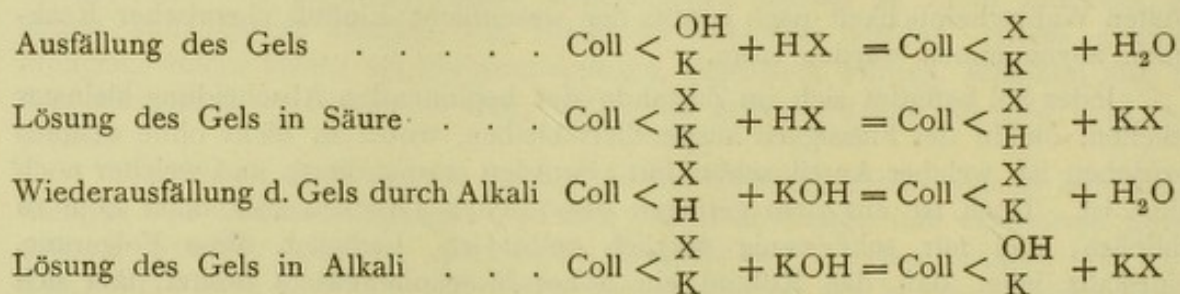 Ausfällung des Gels . . . . . Coll < OH K + HX = Coll < X K + H₂O
Lösung des Gels in Säure . . . Coll < X K + HX = Coll < X H + KX
Wiederausfällung d. Gels durch Alkali Coll < X H + KOH = Coll < X K + H₂O
Lösung des Gels in Alkali . . . Coll < X K + KOH = Coll < OH K + KX